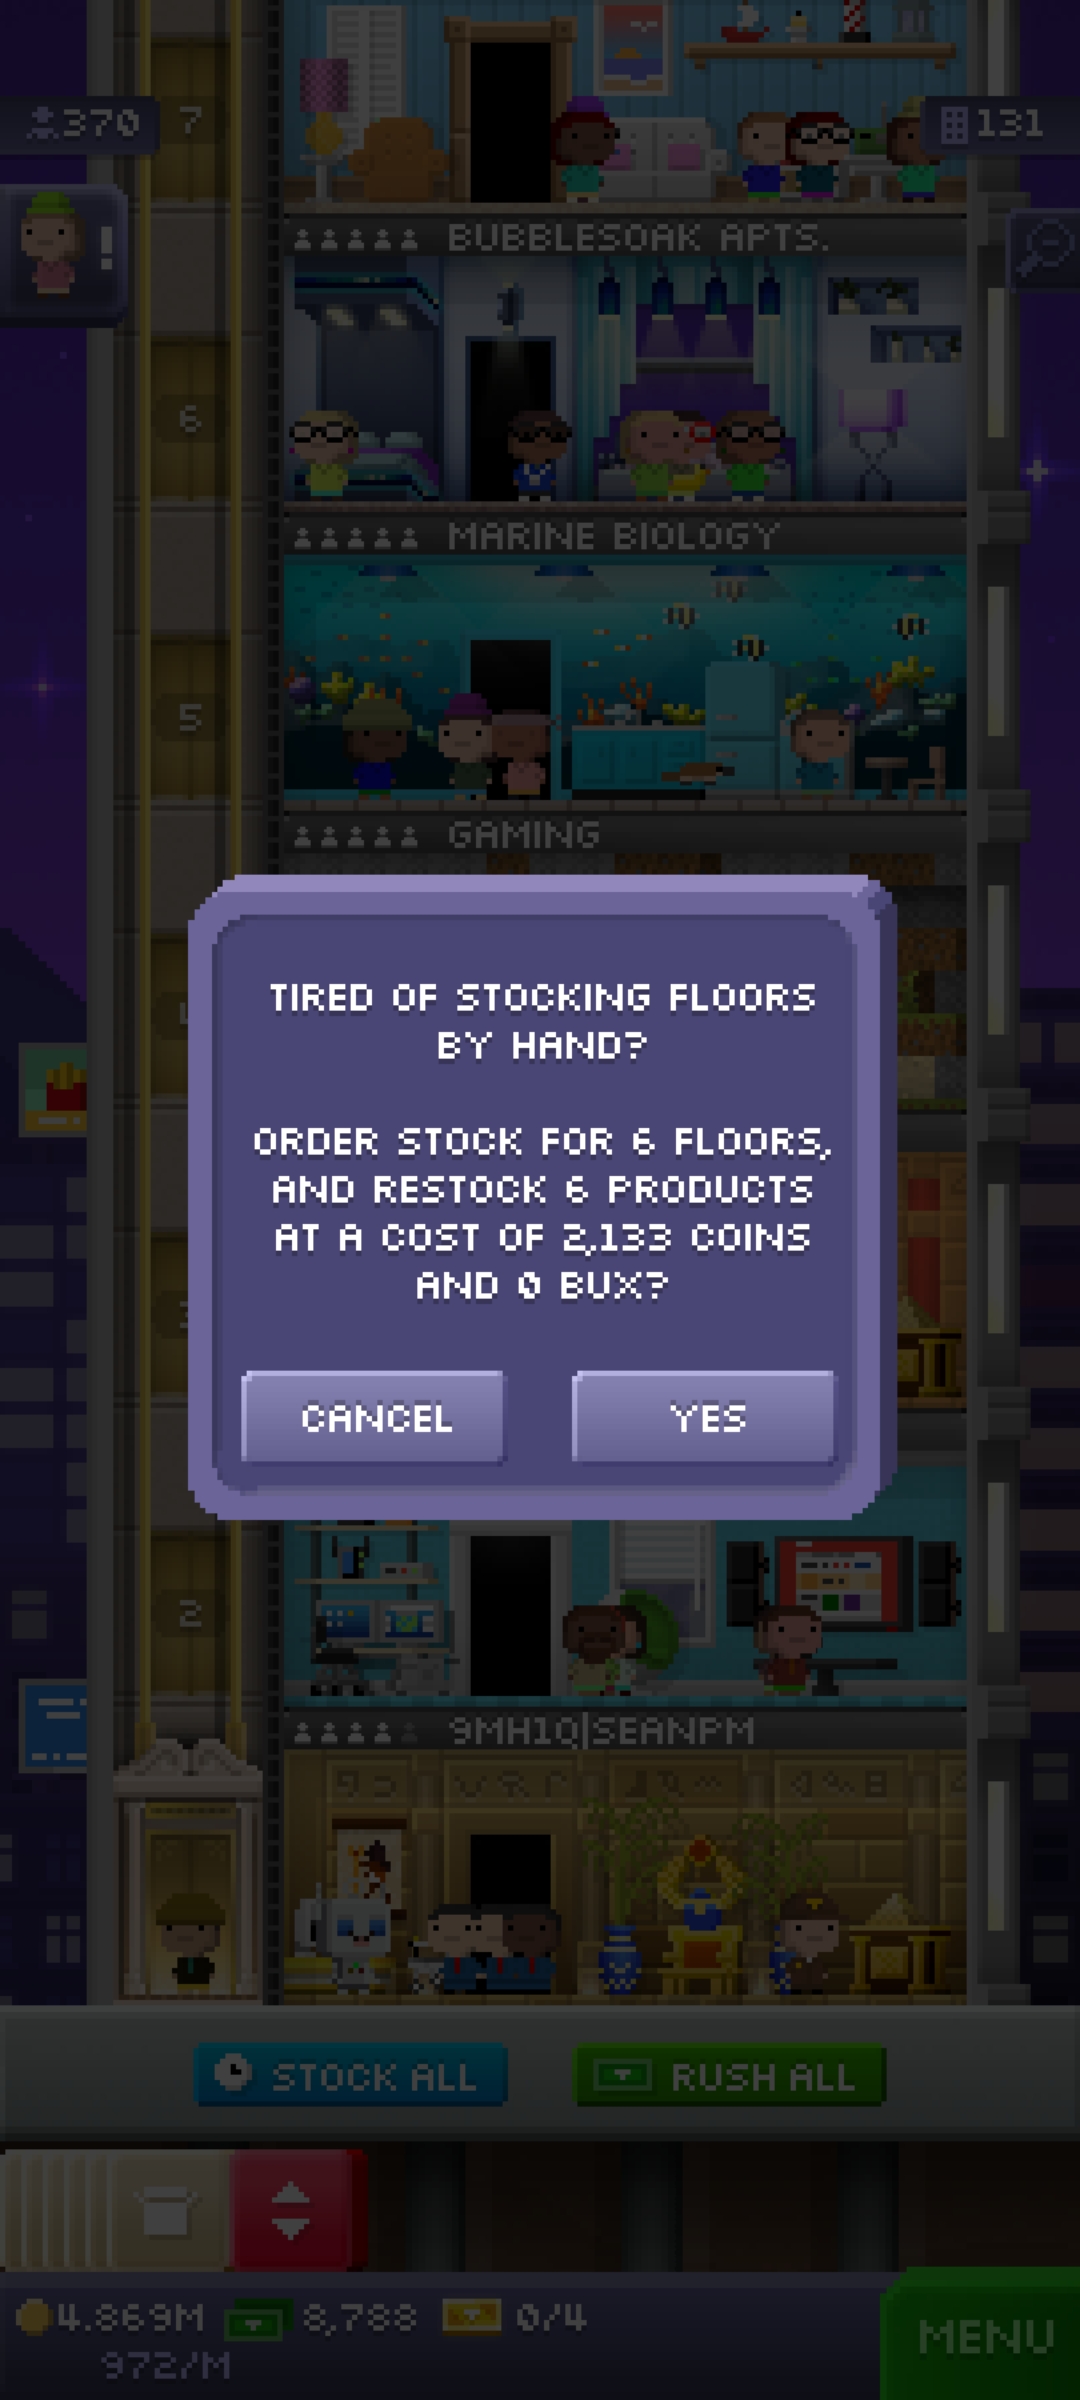 370
7
131
!
BUBBLESOAK APTS.
6
MARINE BIOLOGY
5
GAMING
TIRED OF STOCKING FLOORS
BY HAND?
ORDER STOCK FOR 6 FLOORS,
AND RESTOCK 6 PRODUCTS
AT A COST OF 2,133 COINS
AND 0 BUX?
CANCEL
YES
2
9MH1Q|SEANPM
STOCK ALL
RUSH ALL
4.869M
8,788
0/4
972/M
MENU